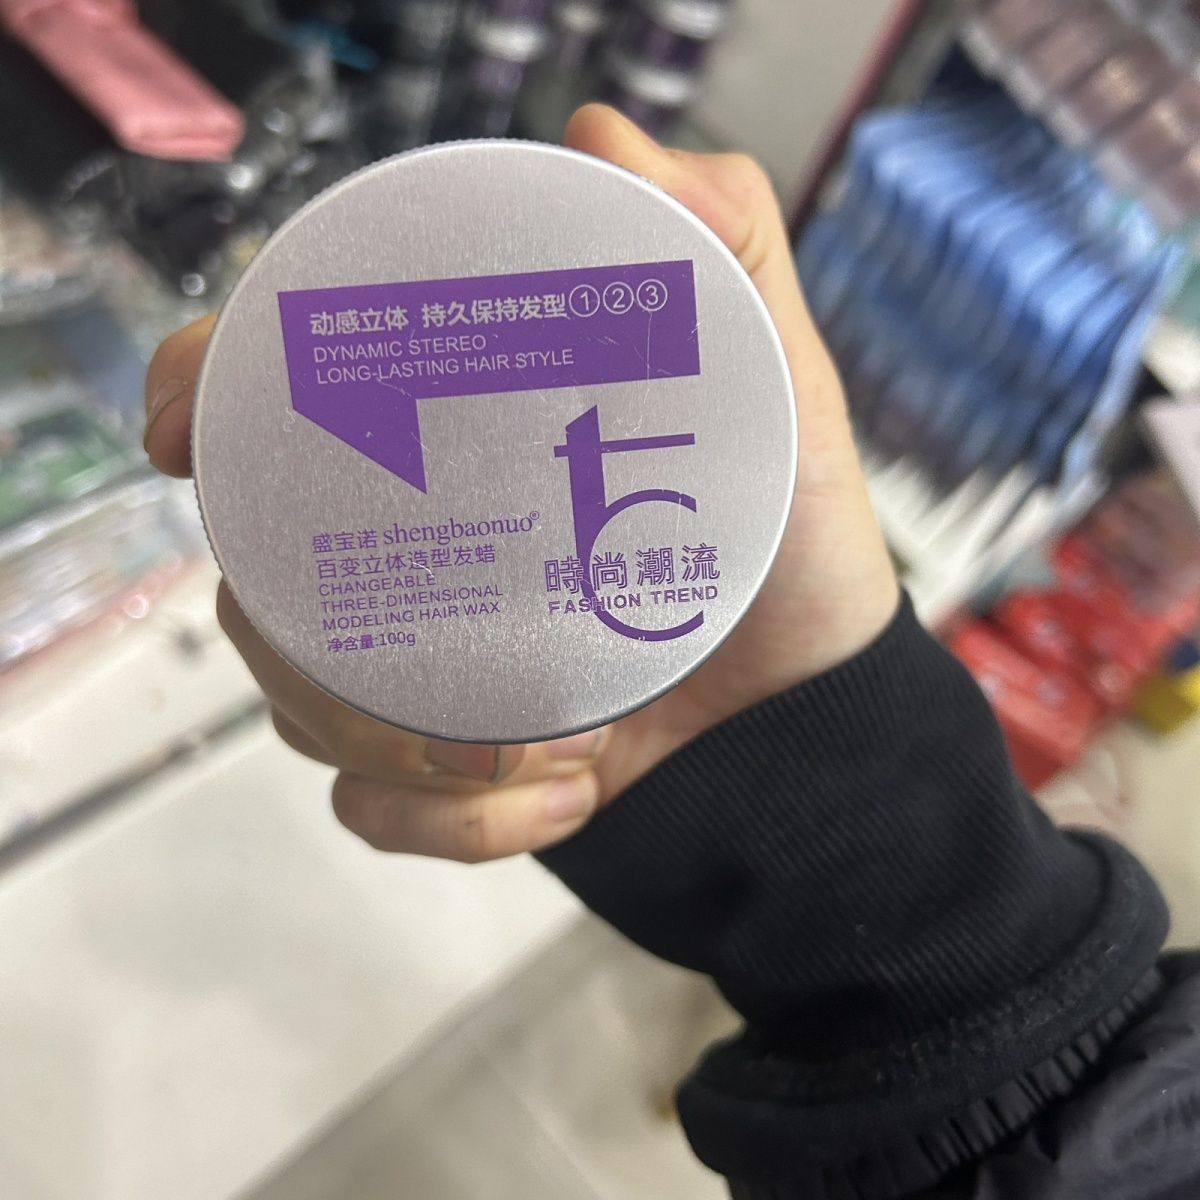 动感立体 持久保持发型①②③
DYNAMIC STEREO
LONG-LASTING HAIR STYLE
盛宝诺 shengbaonuo®
百变立体造型发蜡
CHANGEABLE
THREE-DIMENSIONAL
MODELING HAIR WAX
净含量:100g
時尚潮流
FASHION TREND